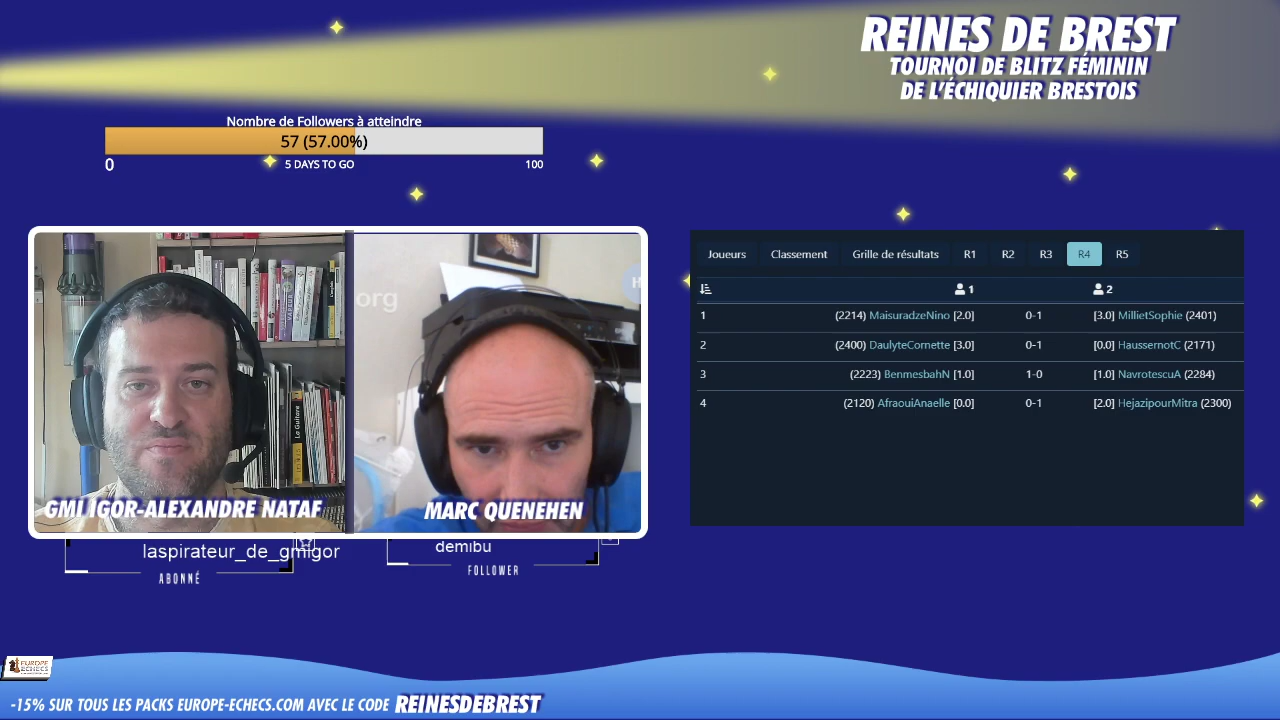 REINES DE BREST
TOURNOI DE BLITZ FÉMININ
DE L'ÉCHIQUIER BRESTOIS
Nombre de Followers à atteindre
57 (57.00%)
0 5 DAYS TO GO 100
Joueurs Classement Grille de résultats R1 R2 R3 R4 R5
1 2
1 (2214) MaisuradzeNino [2.0] 0-1 [3.0] MillietSophie (2401)
2 (2400) DaulyteCornette [3.0] 0-1 [0.0] HaussernotC (2171)
3 (2223) BenmesbahN [1.0] 1-0 [1.0] NavrotescuA (2284)
4 (2120) AfraouiAnaelle [0.0] 0-1 [2.0] HejazipourMitra (2300)
org
H
GMI IGOR-ALEXANDRE NATAF
MARC QUENEHEN
laspirateur_de_gmigor
ABONNÉ
demibu
FOLLOWER
EUROPE
ECHECS
-15% SUR TOUS LES PACKS EUROPE-ECHECS.COM AVEC LE CODE REINESDEBREST